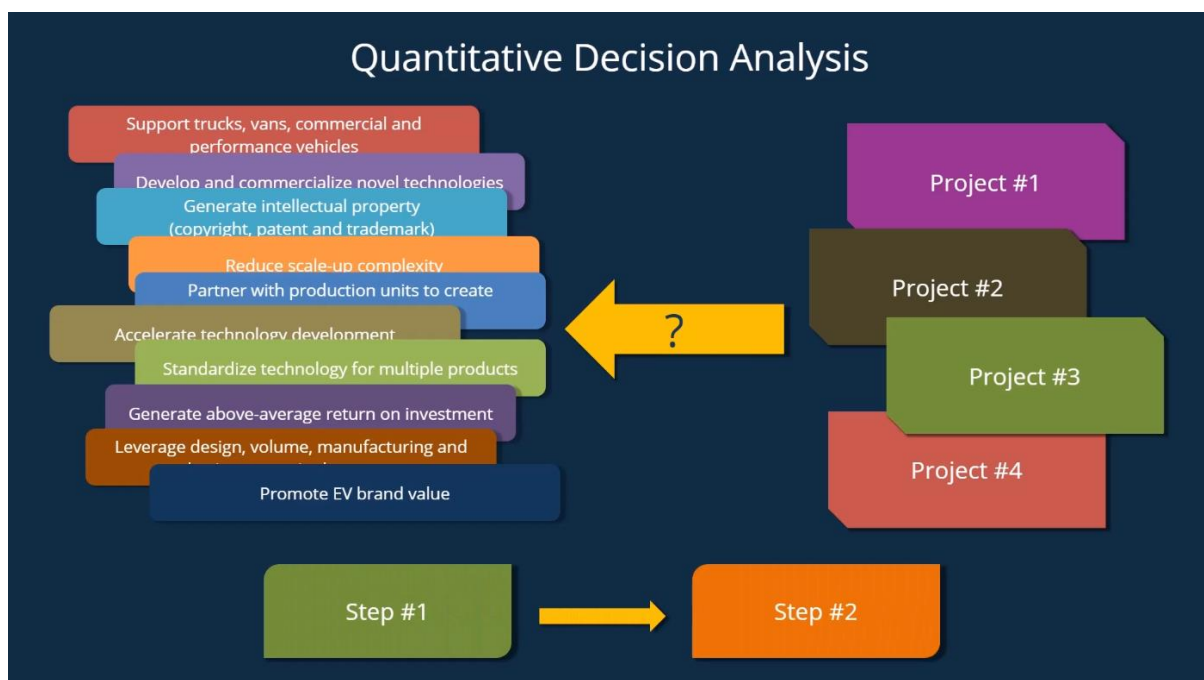 Quantitative Decision Analysis
Support trucks, vans, commercial and
performance vehicles
Develop and commercialize novel technologies
Generate intellectual property
(copyright, patent and trademark)
Reduce scale-up complexity
Partner with production units to create
Accelerate technology development
Standardize technology for multiple products
Generate above-average return on investment
Leverage design, volume, manufacturing and
Promote EV brand value
?
Project #1
Project #2
Project #3
Project #4
Step #1
Step #2